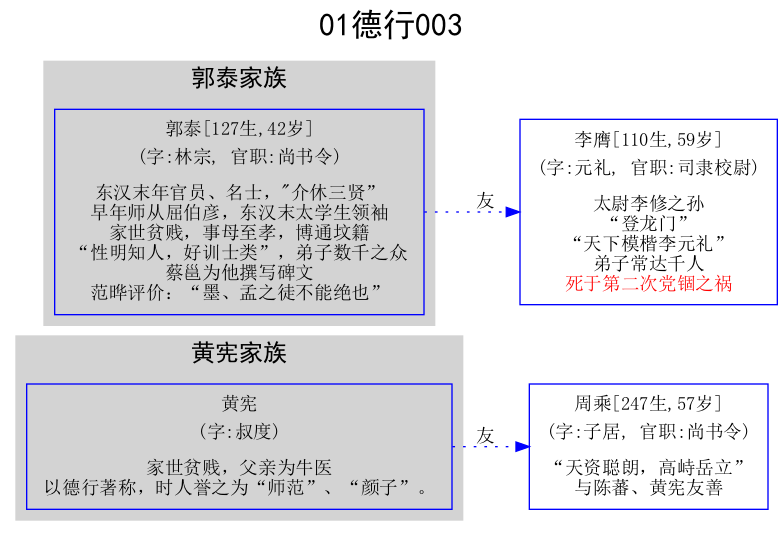 01德行003
郭泰家族
郭泰[127生,42岁]
(字:林宗, 官职:尚书令)
东汉末年官员、名士，"介休三贤”
早年师从屈伯彦，东汉末太学生领袖
家世贫贱，事母至孝，博通坟籍
“性明知人，好训士类”，弟子数千之众
蔡邕为他撰写碑文
范晔评价：“墨、孟之徒不能绝也”
友
李膺[110生,59岁]
(字:元礼, 官职:司隶校尉)
太尉李修之孙
“登龙门”
“天下模楷李元礼”
弟子常达千人
死于第二次党锢之祸
黄宪家族
黄宪
(字:叔度)
家世贫贱，父亲为牛医
以德行著称，时人誉之为“师范”、“颜子”。
友
周乘[247生,57岁]
(字:子居, 官职:尚书令)
“天资聪朗，高峙岳立”
与陈蕃、黄宪友善